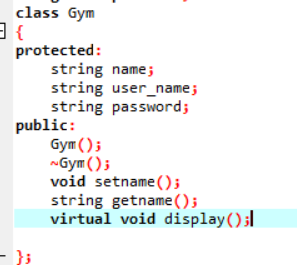 class Gym
{
protected:
string name;
string user_name;
string password;
public:
Gym();
~Gym();
void setname();
string getname();
virtual void display();
};